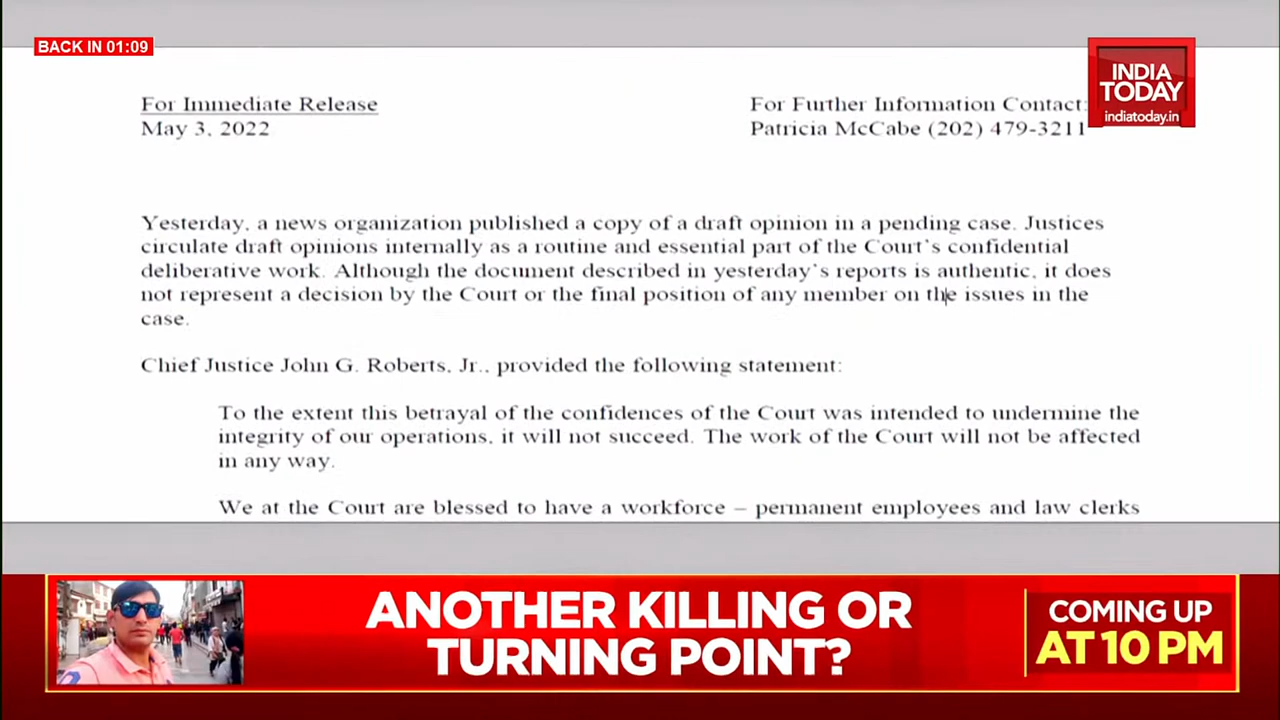 BACK IN 01:09
INDIA
TODAY
indiatoday.in
For Immediate Release
May 3, 2022
For Further Information Contact:
Patricia McCabe (202) 479-3211
Yesterday, a news organization published a copy of a draft opinion in a pending case. Justices
circulate draft opinions internally as a routine and essential part of the Court's confidential
deliberative work. Although the document described in yesterday's reports is authentic, it does
not represent a decision by the Court or the final position of any member on the issues in the
case.
Chief Justice John G. Roberts, Jr., provided the following statement:
To the extent this betrayal of the confidences of the Court was intended to undermine the
integrity of our operations, it will not succeed. The work of the Court will not be affected
in any way.
We at the Court are blessed to have a workforce – permanent employees and law clerks
ANOTHER KILLING OR
TURNING POINT?
COMING UP
AT 10 PM